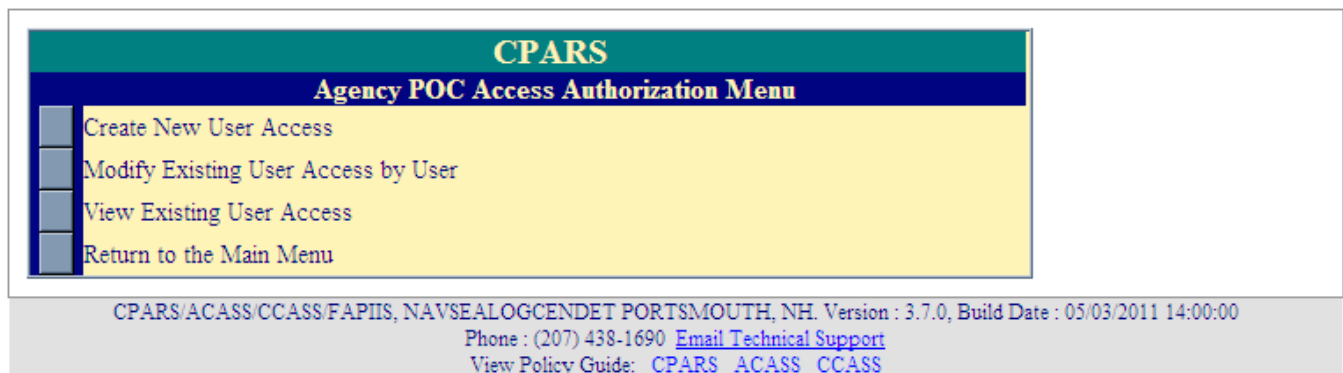 CPARS
Agency POC Access Authorization Menu
Create New User Access
Modify Existing User Access by User
View Existing User Access
Return to the Main Menu
CPARS/ACASS/CCASS/FAPIIS, NAVSEALOGCENDET PORTSMOUTH, NH. Version : 3.7.0, Build Date : 05/03/2011 14:00:00
Phone : (207) 438-1690 Email Technical Support
View Policy Guide: CPARS ACASS CCASS